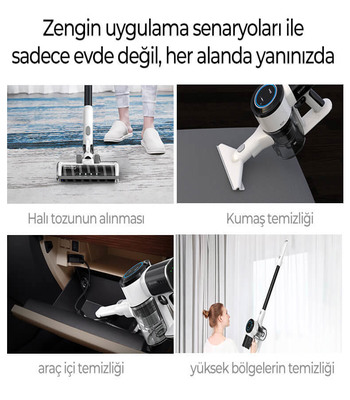 Zengin uygulama senaryoları ile
sadece evde değil, her alanda yanınızda
Halı tozunun alınması
Kumaş temizliği
araç içi temizliği
yüksek bölgelerin temizliği